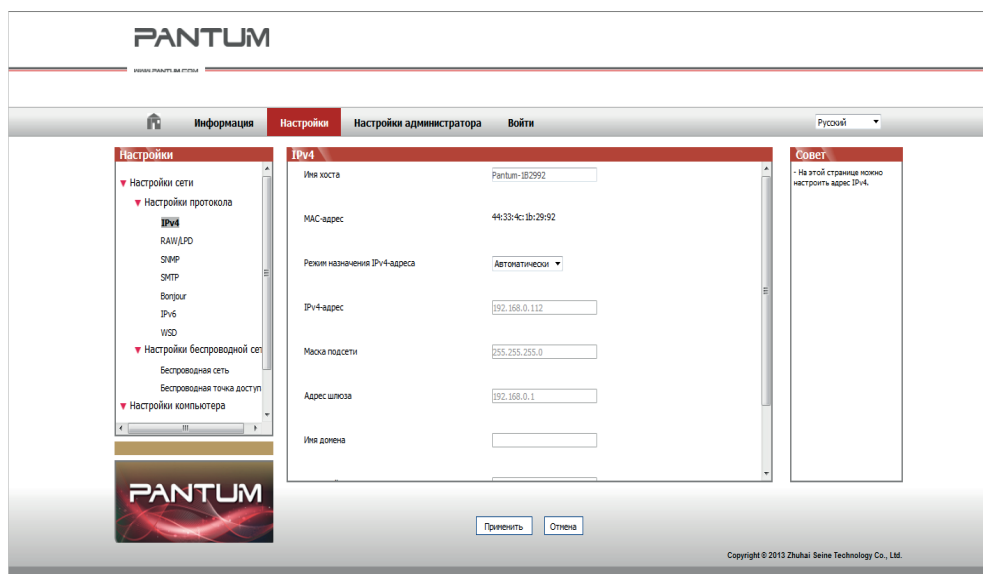 PANTUM
WWW.PANTUM.COM
Информация
Настройки
Настройки администратора
Войти
Русский
Настройки
Настройки сети
Настройки протокола
IPv4
RAW/LPD
SNMP
SMTP
Bonjour
IPv6
WSD
Настройки беспроводной сет
Беспроводная сеть
Беспроводная точка доступ
Настройки компьютера
PANTUM
IPv4
Имя хоста
Pantum-1B2992
MAC-адрес
44:33:4c:1b:29:92
Режим назначения IPv4-адреса
Автоматически
IPv4-адрес
192.168.0.112
Маска подсети
255.255.255.0
Адрес шлюза
192.168.0.1
Имя домена
Применить
Отмена
Совет
- На этой странице можно
настроить адрес IPv4.
Copyright © 2013 Zhuhai Seine Technology Co., Ltd.